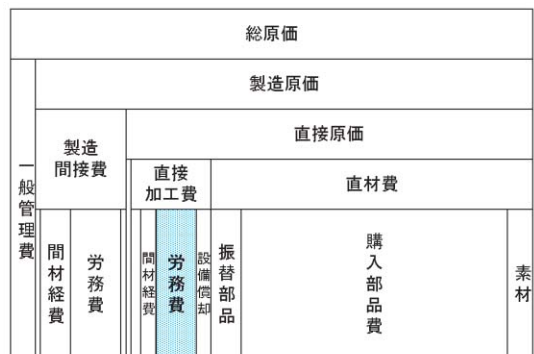 総原価
一般管理費
製造原価
製造
間接費
直接原価
直接
加工費
直材費
間材経費
労務費
間材経費
労務費
設備償却
振替部品
購入部品費
素材